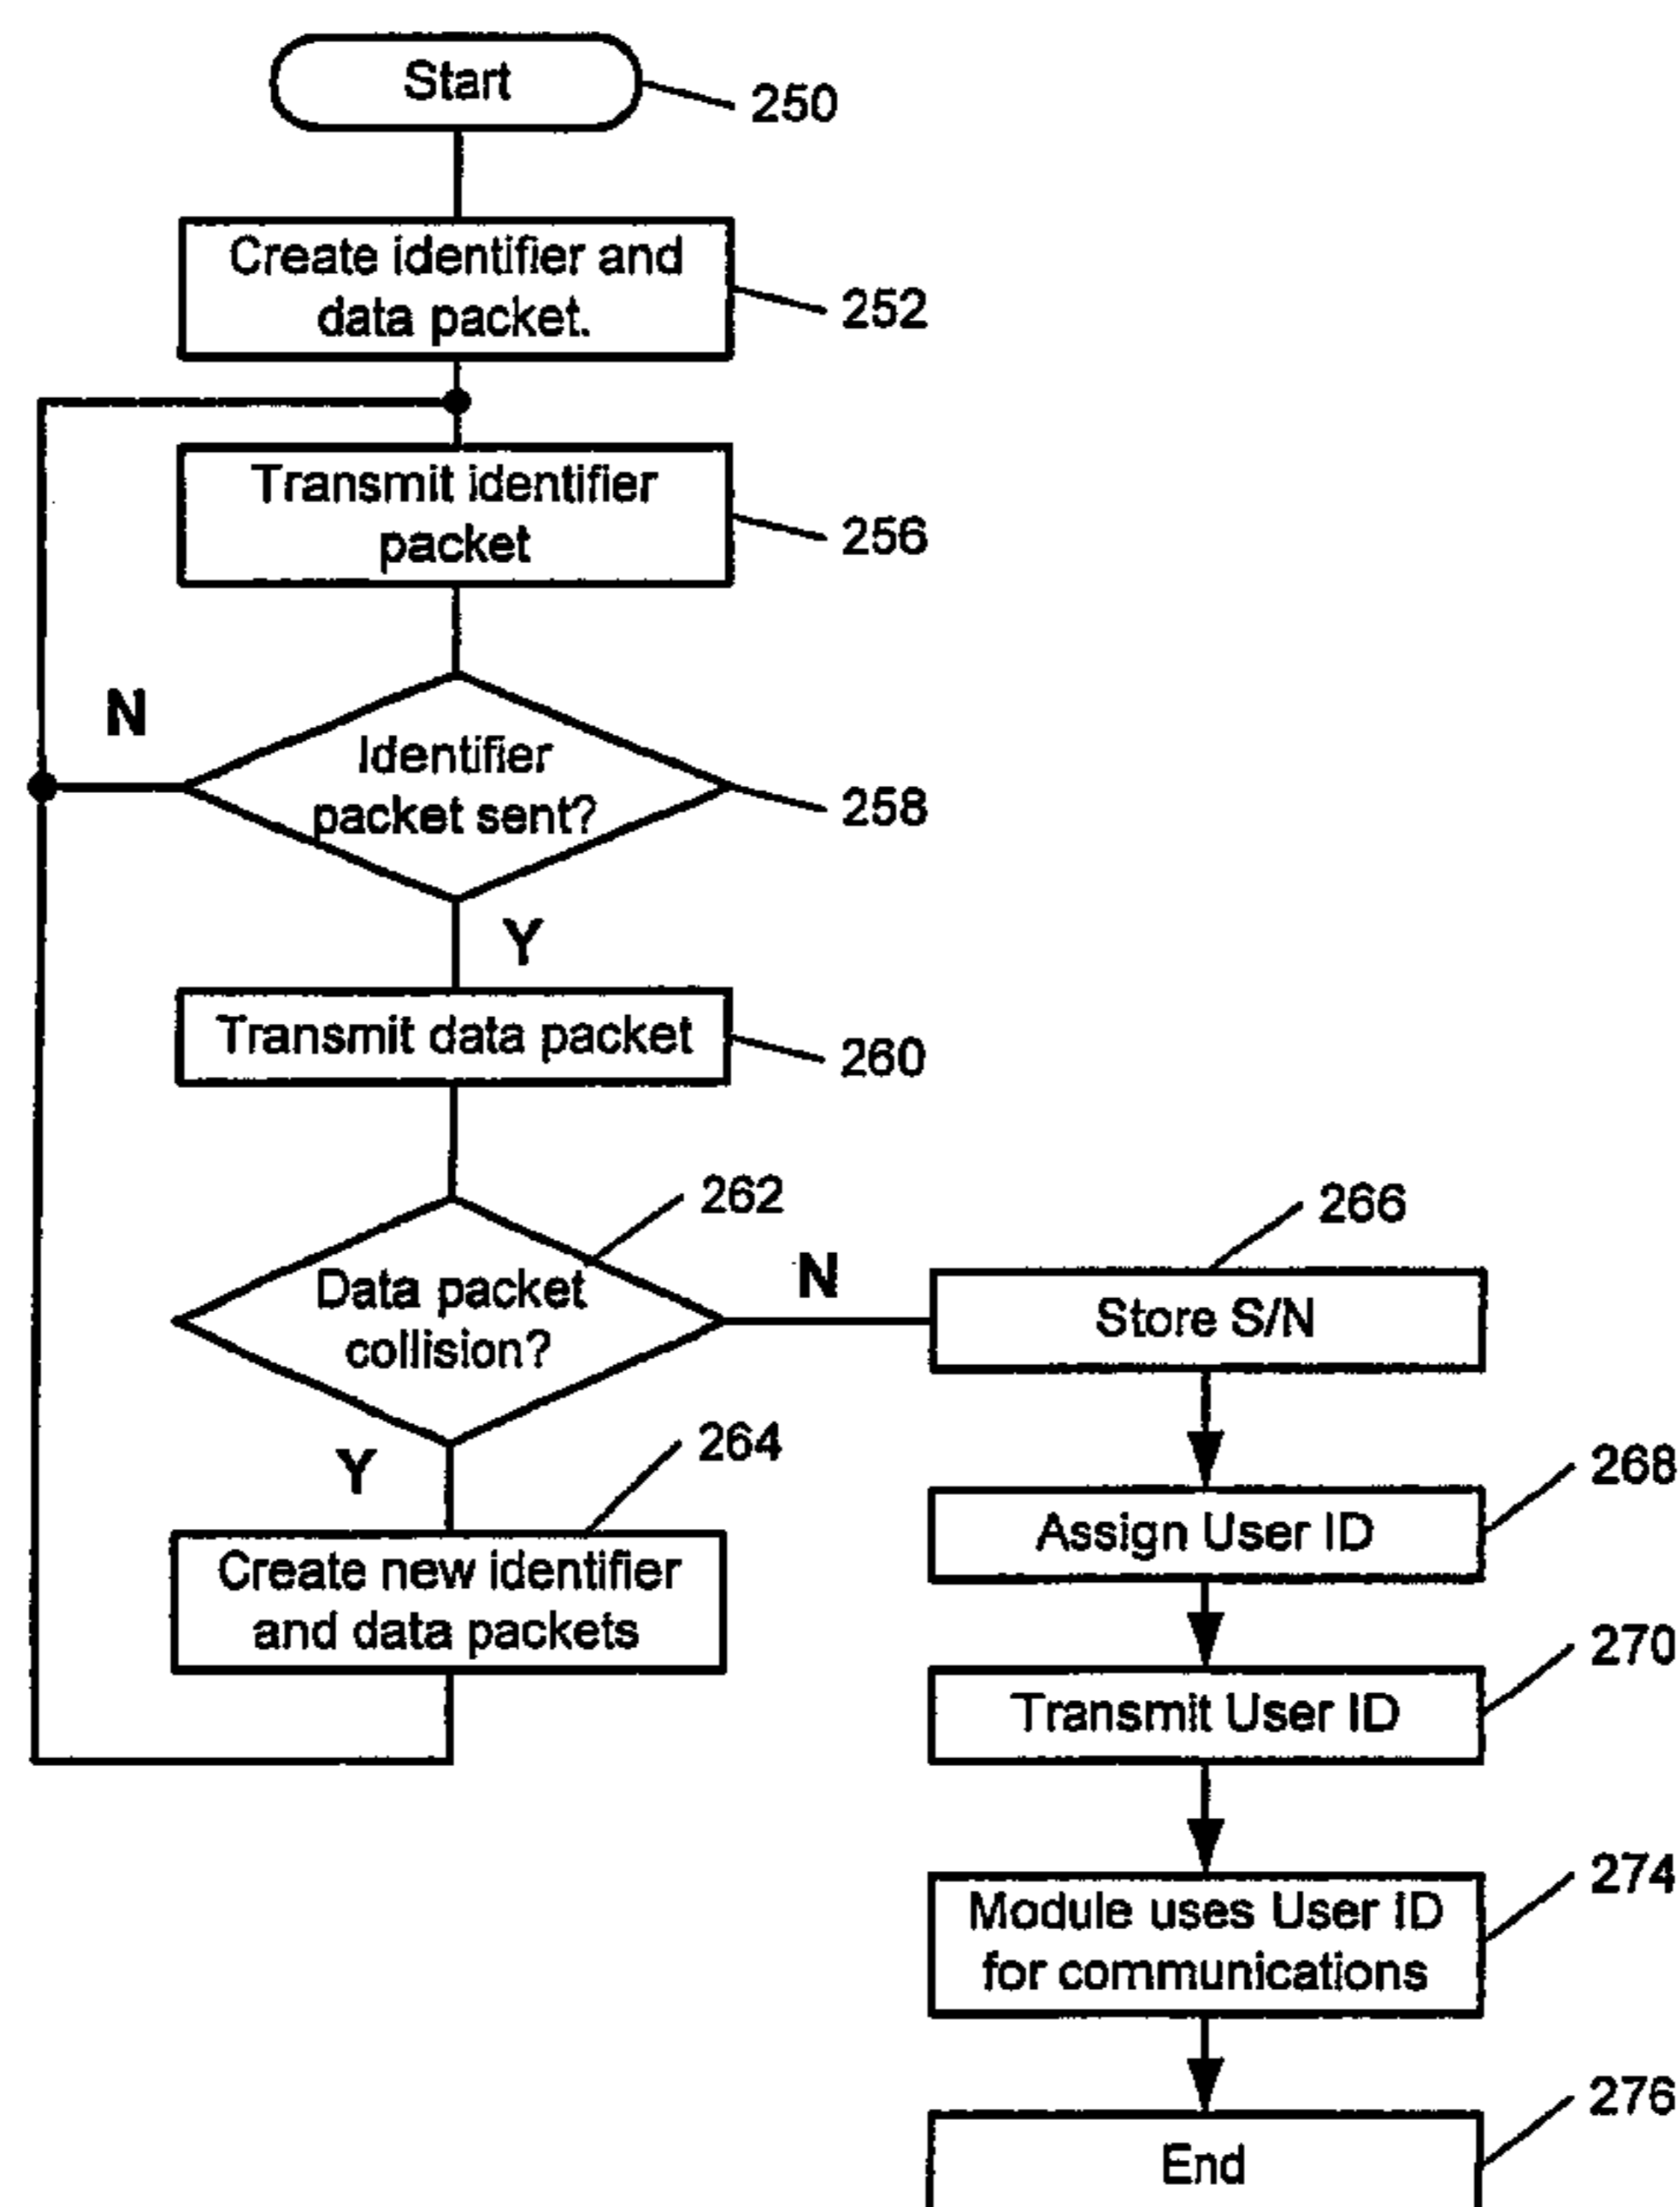 Start
250
Create identifier and
data packet.
252
Transmit identifier
packet
256
N
Identifier
packet sent?
258
Y
Transmit data packet
260
262
Data packet
collision?
N
266
Store S/N
Y
264
Create new identifier
and data packets
268
Assign User ID
270
Transmit User ID
274
Module uses User ID
for communications
276
End